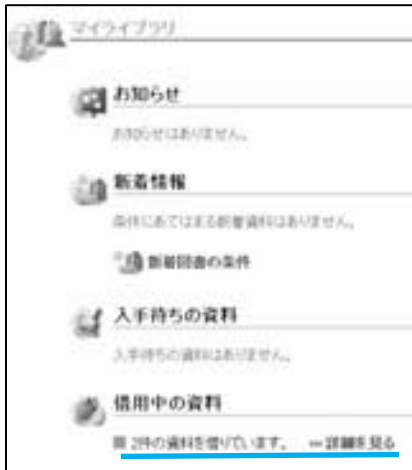 マイライブラリ
お知らせ
お知らせはありません。
新着情報
条件にあてはまる新着資料はありません。
新着図書の条件
入手待ちの資料
入手待ちの資料はありません。
借用中の資料
2件の資料を借りています。 詳細を見る